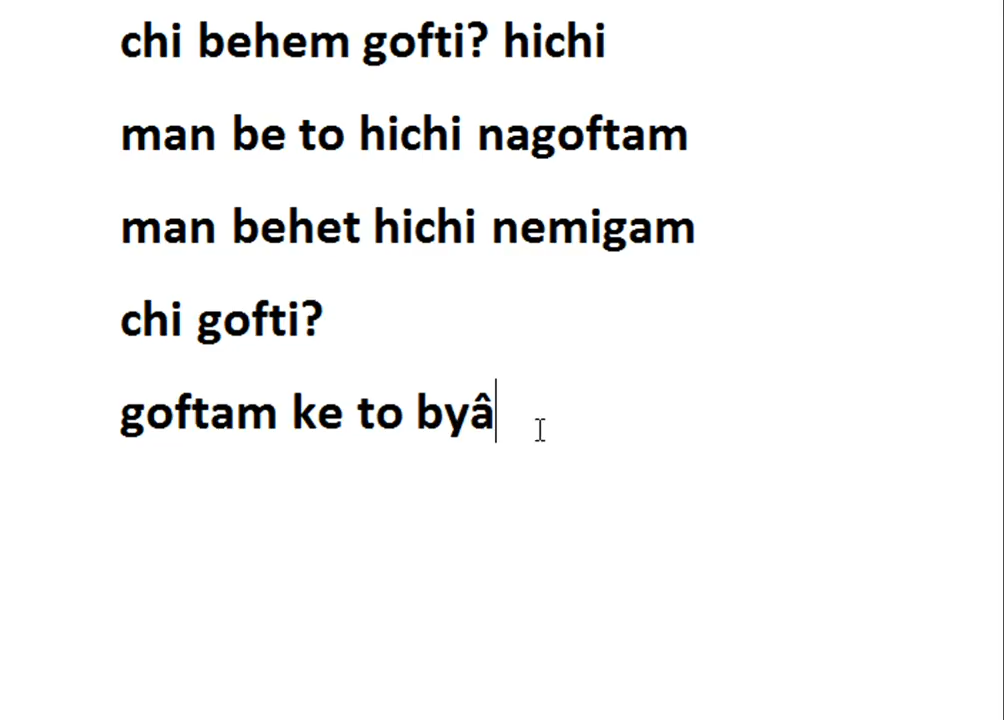 chi behem gofti? hichi
man be to hichi nagoftam
man behet hichi nemigam
chi gofti?
goftam ke to byâ